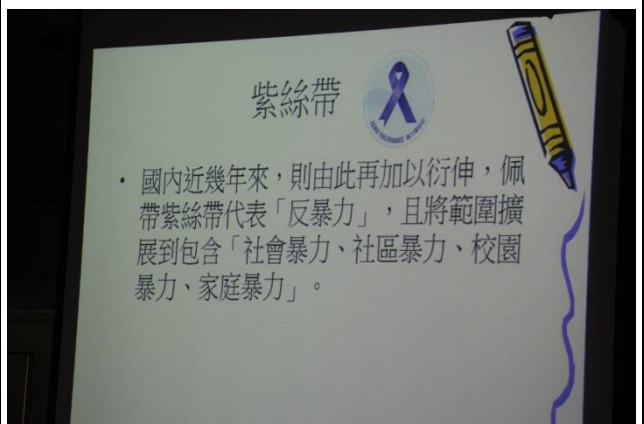 紫絲帶
ZERO TOLERANCE
• 國內近幾年來，則由此再加以衍伸，佩
帶紫絲帶代表「反暴力」，且將範圍擴
展到包含「社會暴力、社區暴力、校園
暴力、家庭暴力」。